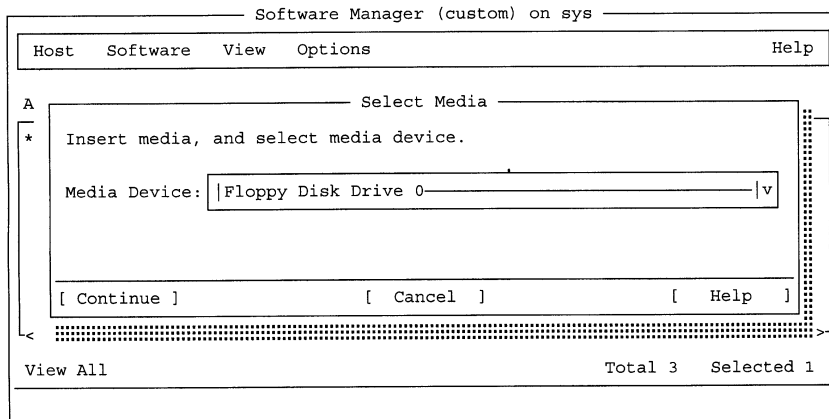 Software Manager (custom) on sys
Host Software View Options Help
A
Select Media
*
Insert media, and select media device.
Media Device: |Floppy Disk Drive 0 |v
[ Continue ] [ Cancel ] [ Help ]
< >
View All Total 3 Selected 1